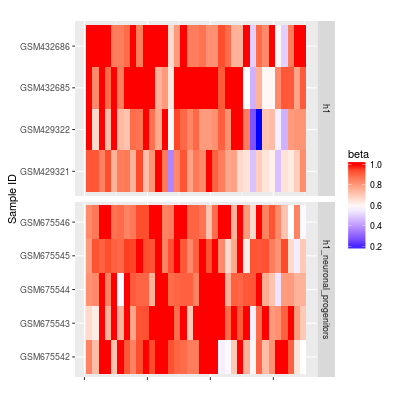 Sample ID
GSM432686
GSM432685
GSM429322
GSM429321
h1
GSM675546
GSM675545
GSM675544
GSM675543
GSM675542
h1_neuronal_progenitors
beta
1.0
0.8
0.6
0.4
0.2